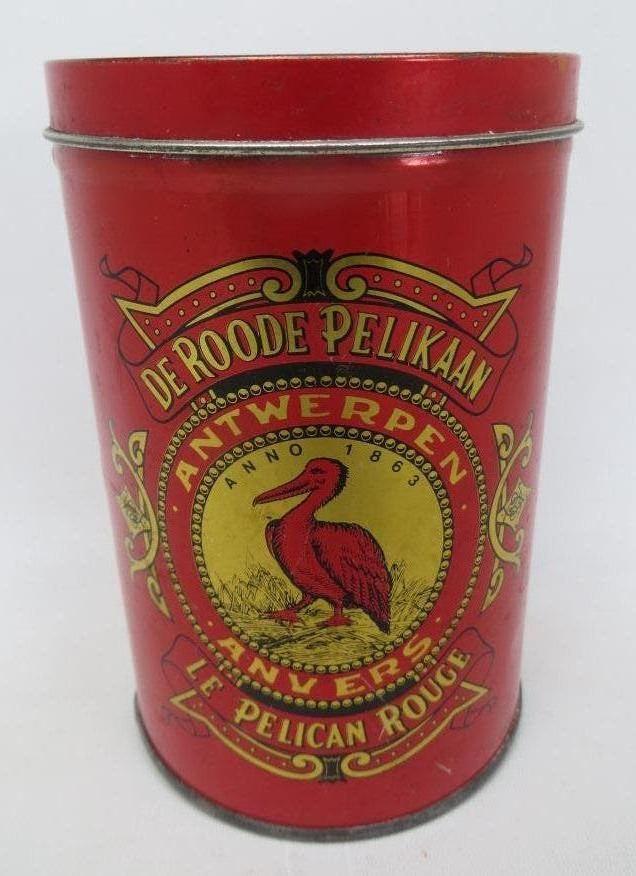 DE ROODE PELIKAAN
ANTWERPEN
ANNO 1863
ANVERS
LE PELICAN ROUGE